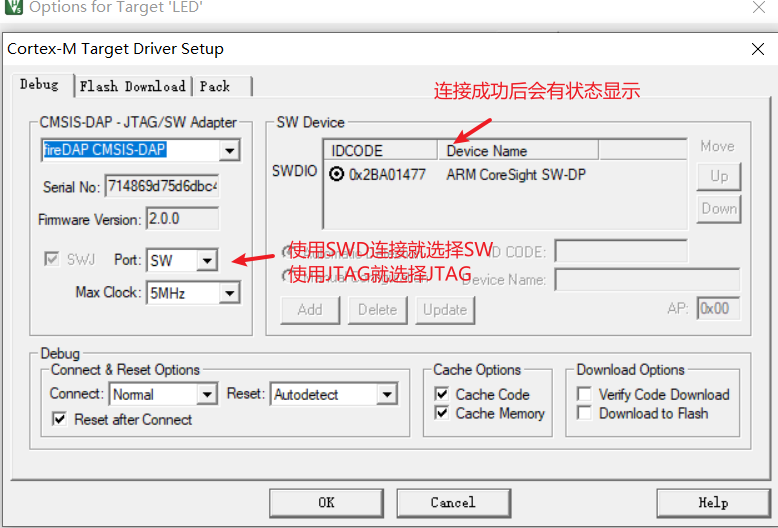 Options for Target 'LED'
Cortex-M Target Driver Setup
Debug Flash Download Pack
连接成功后会有状态显示
CMSIS-DAP - JTAG/SW Adapter
fireDAP CMSIS-DAP
Serial No: 714869d75d6dbc4
Firmware Version: 2.0.0
SWJ Port: SW
Max Clock: 5MHz
SW Device
IDCODE Device Name Move
SWDIO 0x2BA01477 ARM CoreSight SW-DP Up
Down
使用SWD连接就选择SW
使用JTAG就选择JTAG
ID CODE:
Device Name:
Add Delete Update AP: 0x00
Debug
Connect & Reset Options
Connect: Normal Reset: Autodetect
Reset after Connect
Cache Options
Cache Code
Cache Memory
Download Options
Verify Code Download
Download to Flash
OK Cancel Help